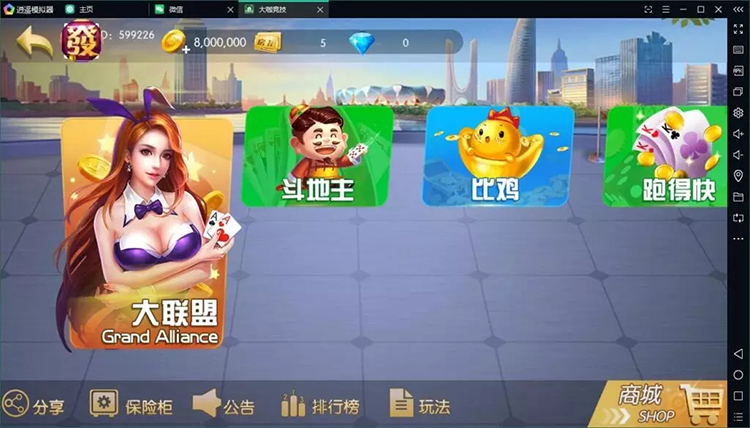 逍遥模拟器 主页 微信 大咖竞技
發 D: 599226 8,000,000 房卡 5 0
斗地主 比鸡 跑得快
大联盟
Grand Alliance
分享 保险柜 公告 排行榜 玩法 商城
SHOP